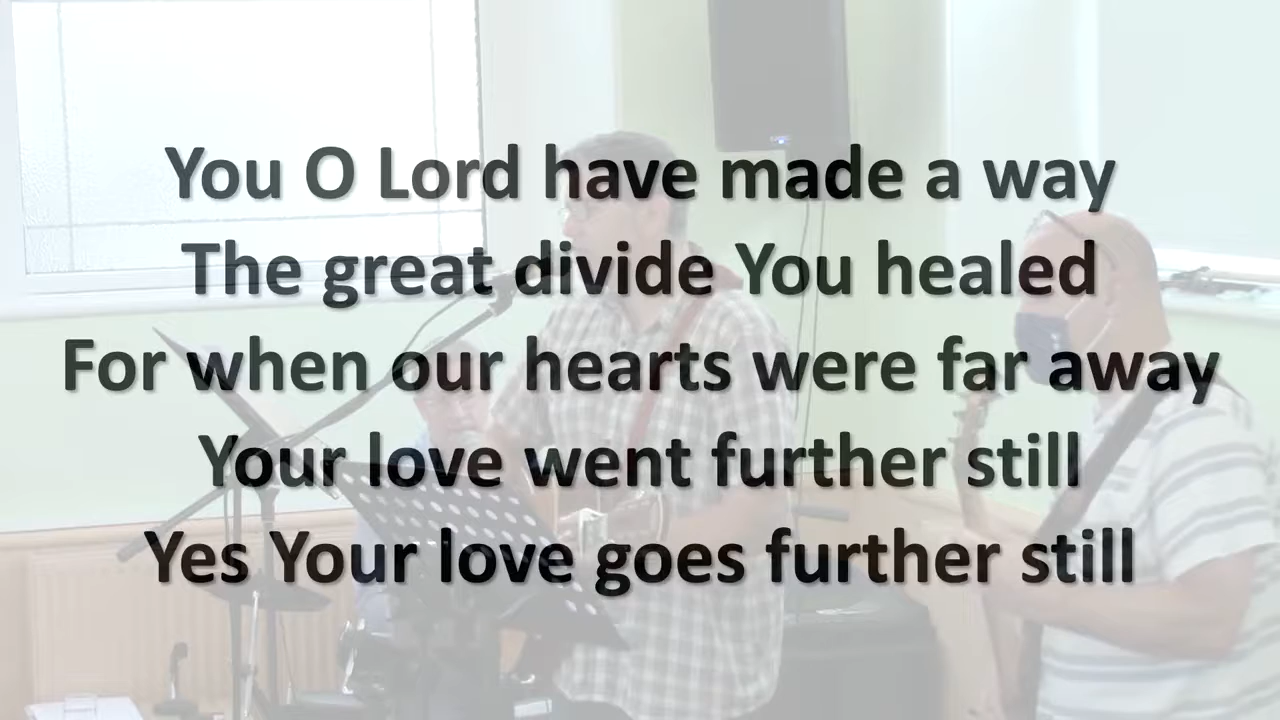 You O Lord have made a way
The great divide You healed
For when our hearts were far away
Your love went further still
Yes Your love goes further still